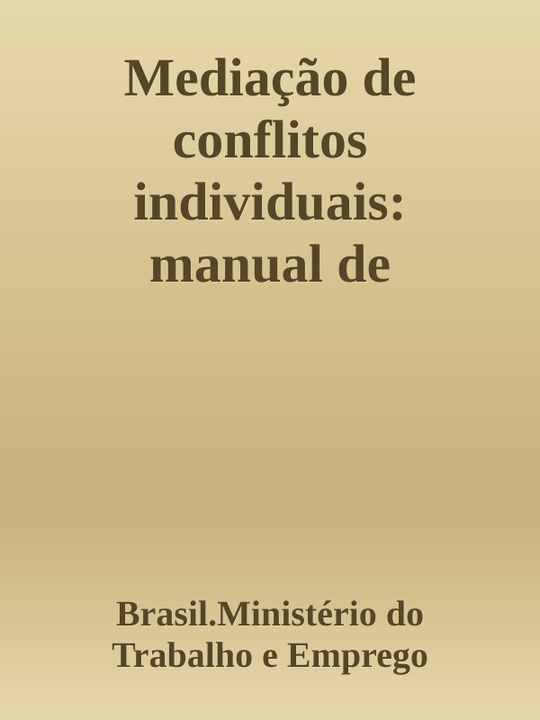 Mediação de
conflitos
individuais:
manual de
Brasil.Ministério do
Trabalho e Emprego